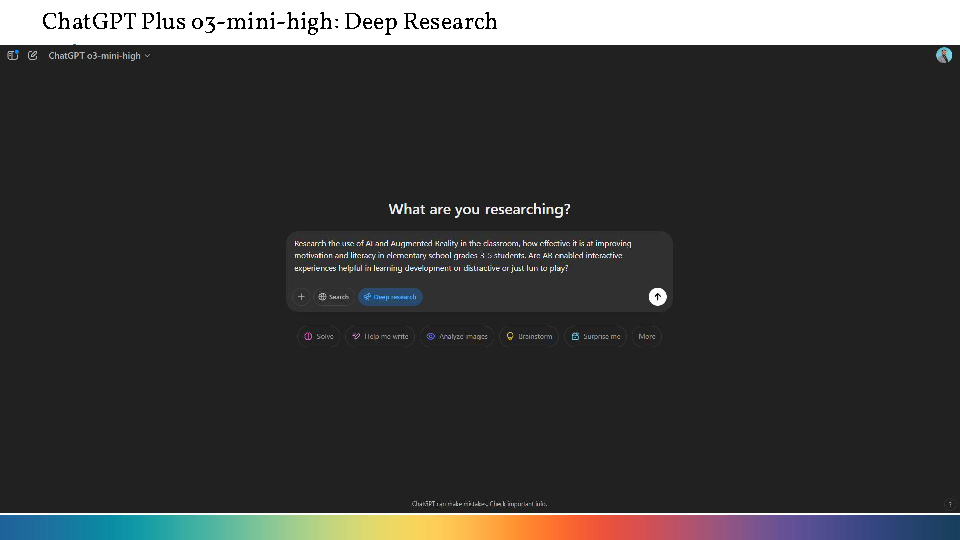 ChatGPT Plus o3-mini-high: Deep Research
ChatGPT o3-mini-high
What are you researching?
Research the use of AI and Augmented Reality in the classroom, how effective it is at improving
motivation and literacy in elementary school grades 3-5 students. Are AR enabled interactive
experiences helpful in learning development or distractive or just fun to play?
Search Deep research
Solve Help me write Analyze images Brainstorm Surprise me More
ChatGPT can make mistakes. Check important info.
?